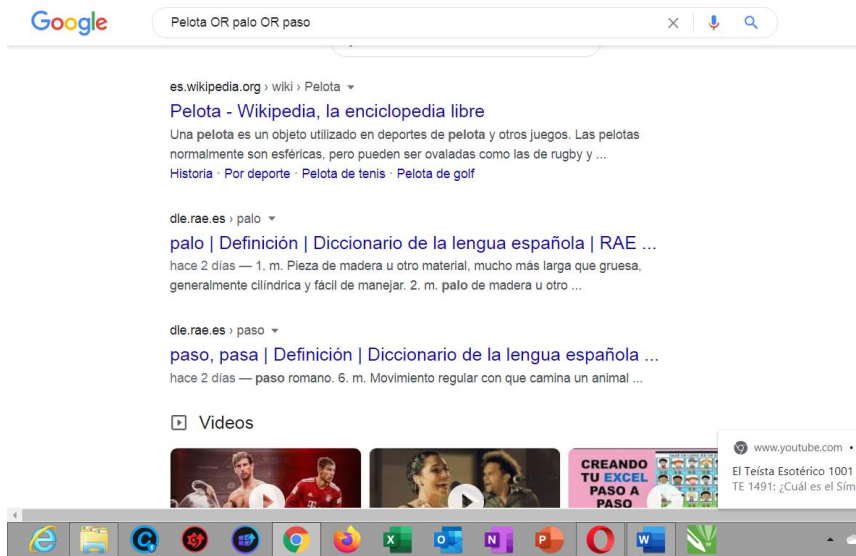 Google
Pelota OR palo OR paso
es.wikipedia.org › wiki › Pelota
Pelota - Wikipedia, la enciclopedia libre
Una pelota es un objeto utilizado en deportes de pelota y otros juegos. Las pelotas
normalmente son esféricas, pero pueden ser ovaladas como las de rugby y ...
Historia · Por deporte · Pelota de tenis · Pelota de golf
dle.rae.es › palo
palo | Definición | Diccionario de la lengua española | RAE ...
hace 2 días — 1. m. Pieza de madera u otro material, mucho más larga que gruesa,
generalmente cilíndrica y fácil de manejar. 2. m. palo de madera u otro ...
dle.rae.es › paso
paso, pasa | Definición | Diccionario de la lengua española ...
hace 2 días — paso romano. 6. m. Movimiento regular con que camina un animal ...
Videos
CREANDO
TU EXCEL
PASO A
PASO
www.youtube.com •
El Teísta Esotérico 1001
TE 1491: ¿Cuál es el Sím